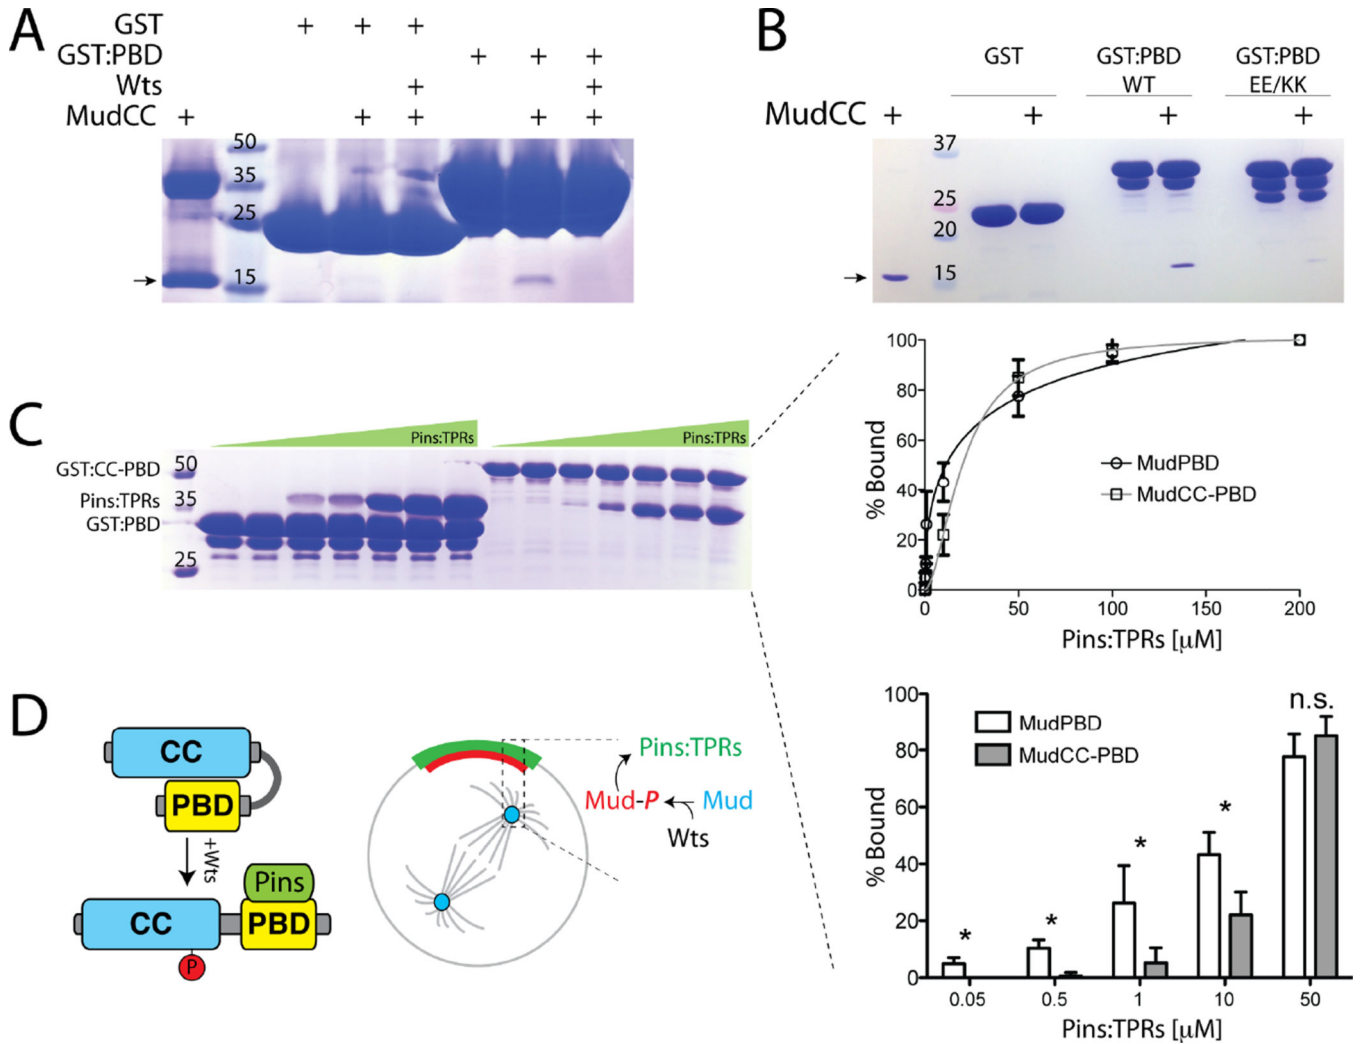 A
GST + + +
GST:PBD + + +
Wts + +
MudCC + + + + +
50
35
25
15
B
GST GST:PBD GST:PBD
WT EE/KK
MudCC + + + +
37
25
20
15
C
Pins:TPRs Pins:TPRs
GST:CC-PBD 50
Pins:TPRs 35
GST:PBD
25
100
80
60
40
20
0
% Bound
MudPBD
MudCC-PBD
0 50 100 150 200
Pins:TPRs [μM]
D
CC
PBD
+Wts
Pins
CC PBD
P
Pins:TPRs
Mud-P Mud
Wts
100
80
60
40
20
0
% Bound
MudPBD
MudCC-PBD
n.s.
* * * *
0.05 0.5 1 10 50
Pins:TPRs [μM]